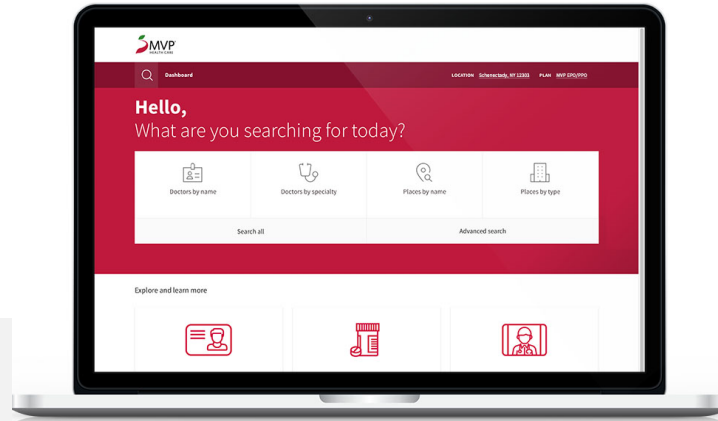 MVP
HEALTH CARE
Dashboard
LOCATION Schenectady, NY 12303 PLAN MVP EPO/PPO
Hello,
What are you searching for today?
Doctors by name Doctors by specialty Places by name Places by type
Search all Advanced search
Explore and learn more